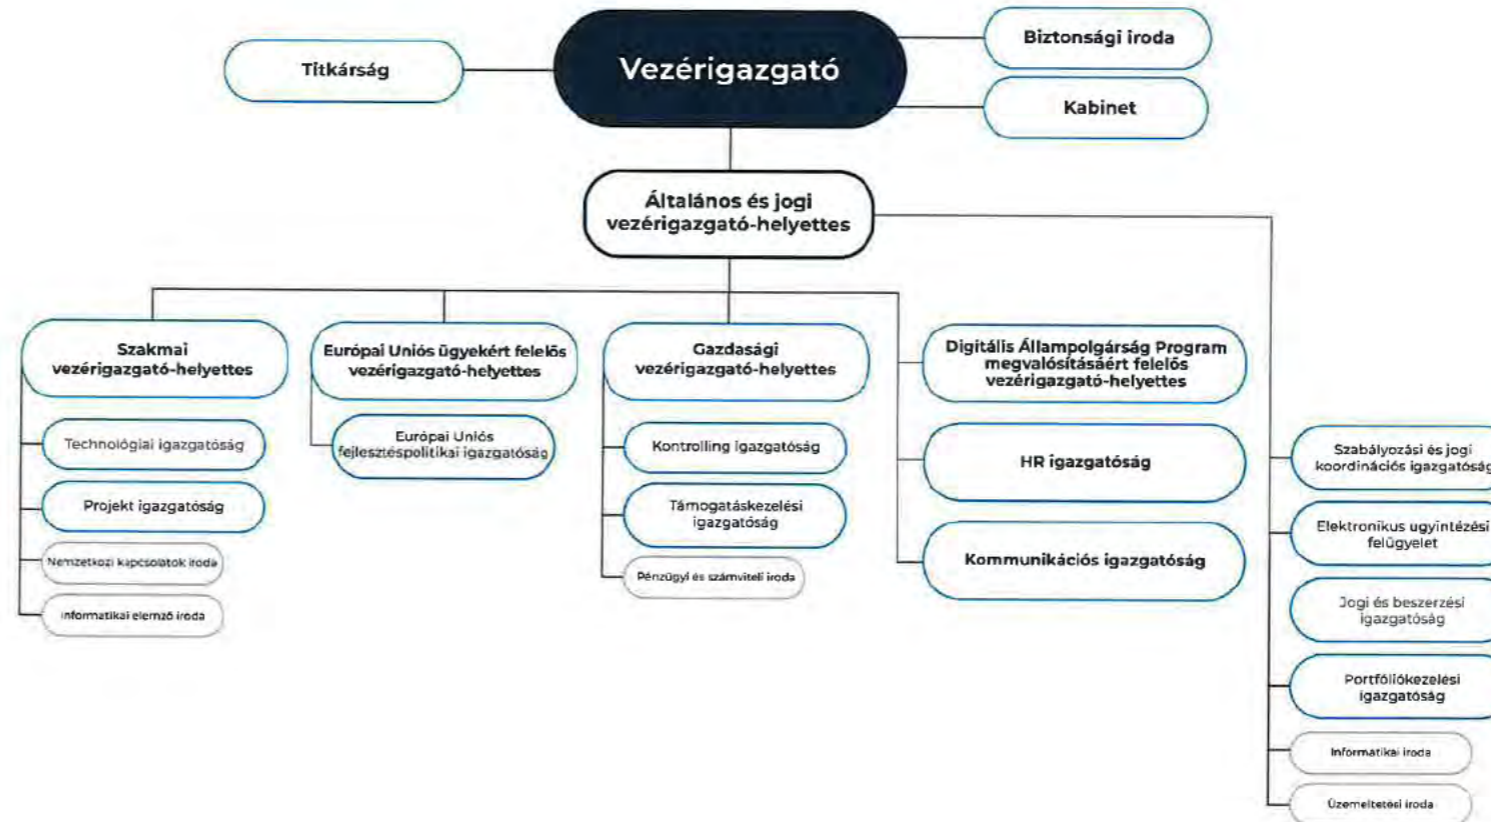 Titkárság
Vezérigazgató
Biztonsági iroda
Kabinet
Általános és jogi
vezérigazgató-helyettes
Szakmai
vezérigazgató-helyettes
Technológiai igazgatóság
Projekt igazgatóság
Nemzetkozi kapcsolatok iroda
Informatikai elemző iroda
Európai Uniós ügyekért felelős
vezérigazgató-helyettes
Európai Uniós
fejlesztéspolitikai igazgatóság
Gazdasági
vezérigazgató-helyettes
Kontrolling igazgatóság
Támogatáskezelési
igazgatóság
Pénzügyi és számviteli iroda
Digitális Állampolgárság Program
megvalósításáért felelős
vezérigazgató-helyettes
HR igazgatóság
Kommunikációs igazgatóság
Szabályozási és jogi
koordinációs igazgatóság
Elektronikus ugyintézési
felügyelet
Jogi és beszerzési
igazgatóság
Portfóliókezelési
igazgatóság
Informatikai iroda
Üzemeltetési iroda